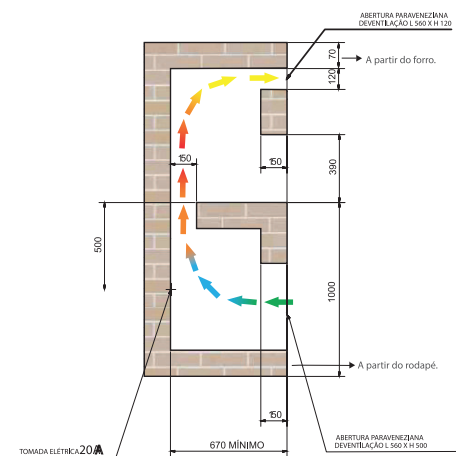 ABERTURA PARAVENEZIANA
DEVENTILAÇÃO L 560 X H 120
70
A partir do forro.
120
150
150
390
500
1000
A partir do rodapé.
150
670 MÍNIMO
ABERTURA PARAVENEZIANA
DEVENTILAÇÃO L 560 X H 500
TOMADA ELÉTRICA 20A